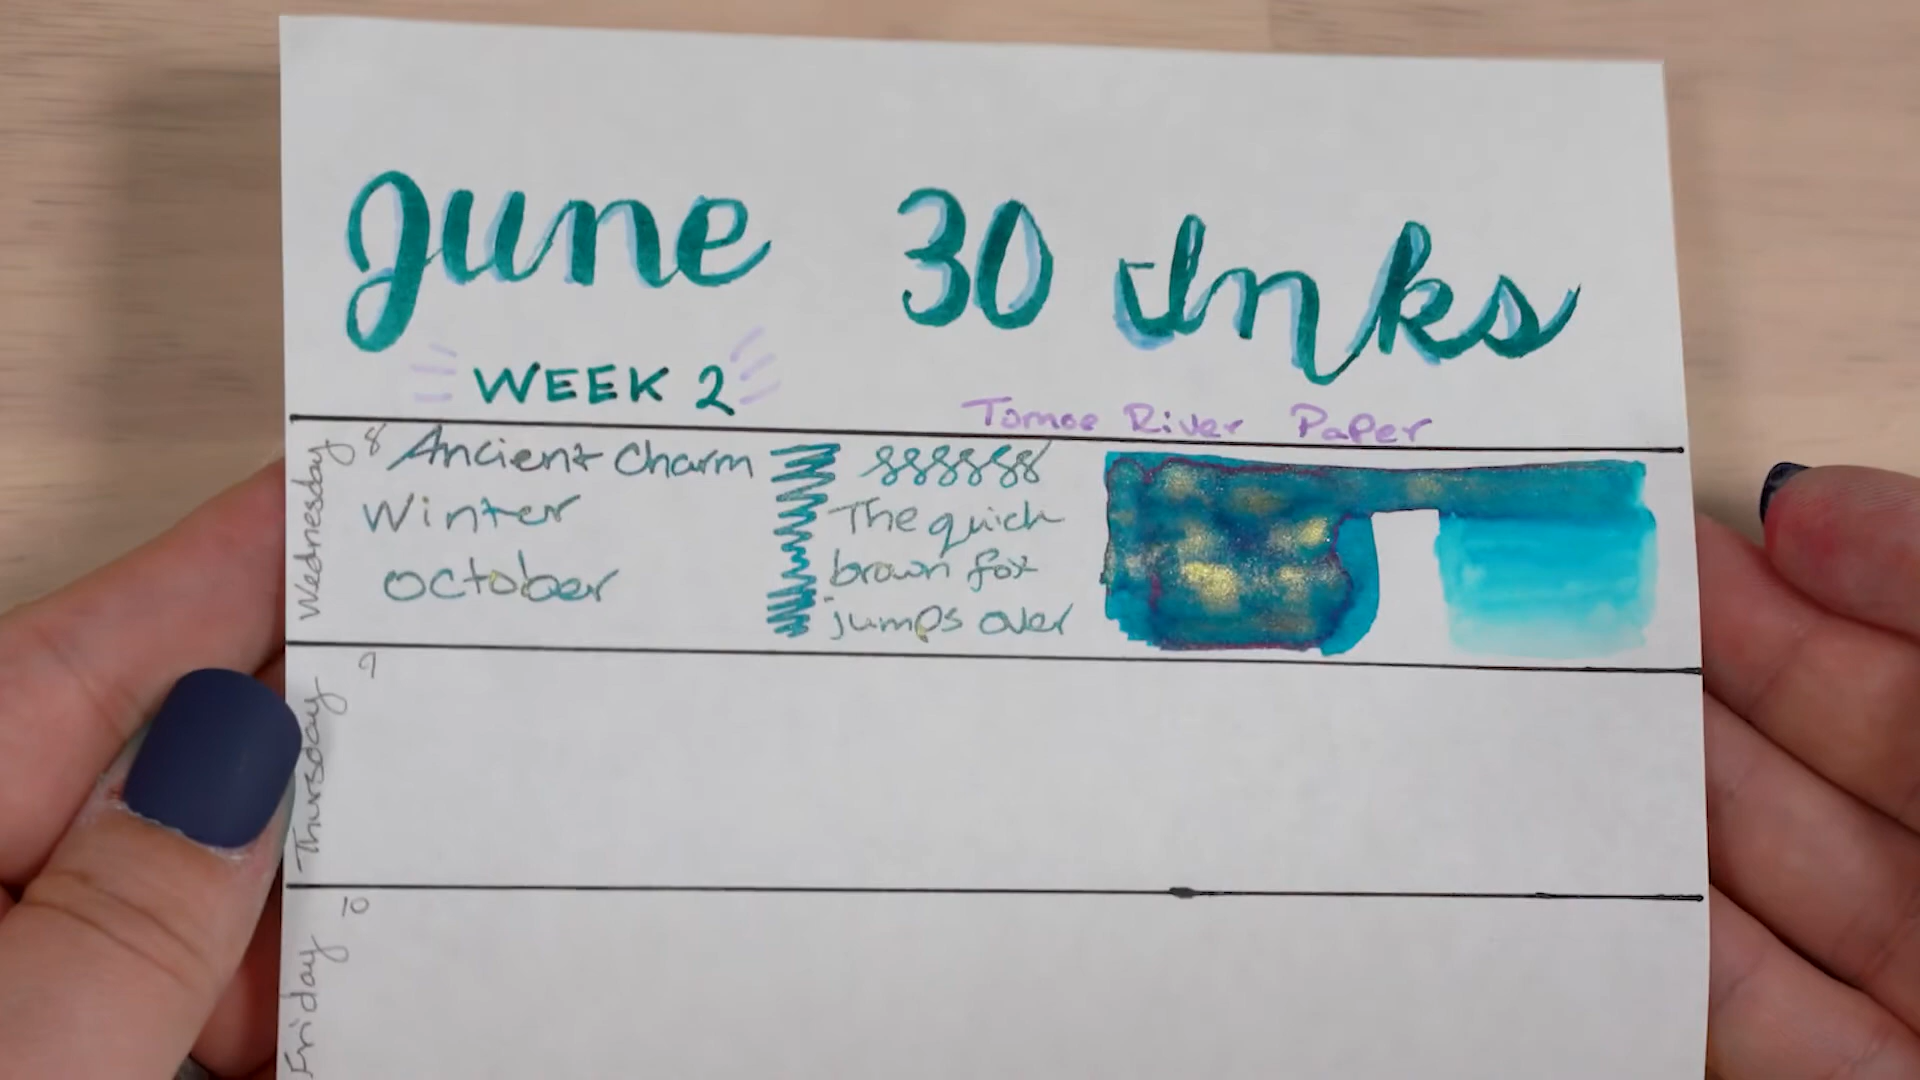 June 30 Inks
WEEK 2
Tomoe River Paper
Wednesday 8
Ancient Charm
Winter
October
888888
The quick
brown fox
jumps over
Thursday 9
Friday 10